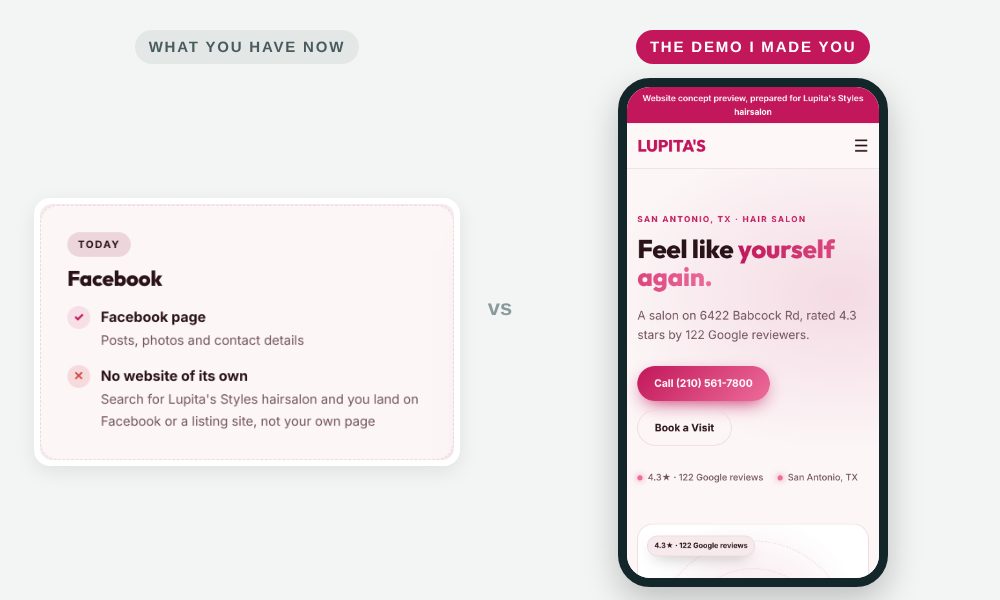 WHAT YOU HAVE NOW
TODAY
Facebook
Facebook page
Posts, photos and contact details
No website of its own
Search for Lupita's Styles hairsalon and you land on
Facebook or a listing site, not your own page
vs
THE DEMO I MADE YOU
Website concept preview, prepared for Lupita's Styles
hairsalon
LUPITA'S
SAN ANTONIO, TX · HAIR SALON
Feel like yourself
again.
A salon on 6422 Babcock Rd, rated 4.3
stars by 122 Google reviewers.
Call (210) 561-7800
Book a Visit
4.3★ · 122 Google reviews San Antonio, TX
4.3★ · 122 Google reviews